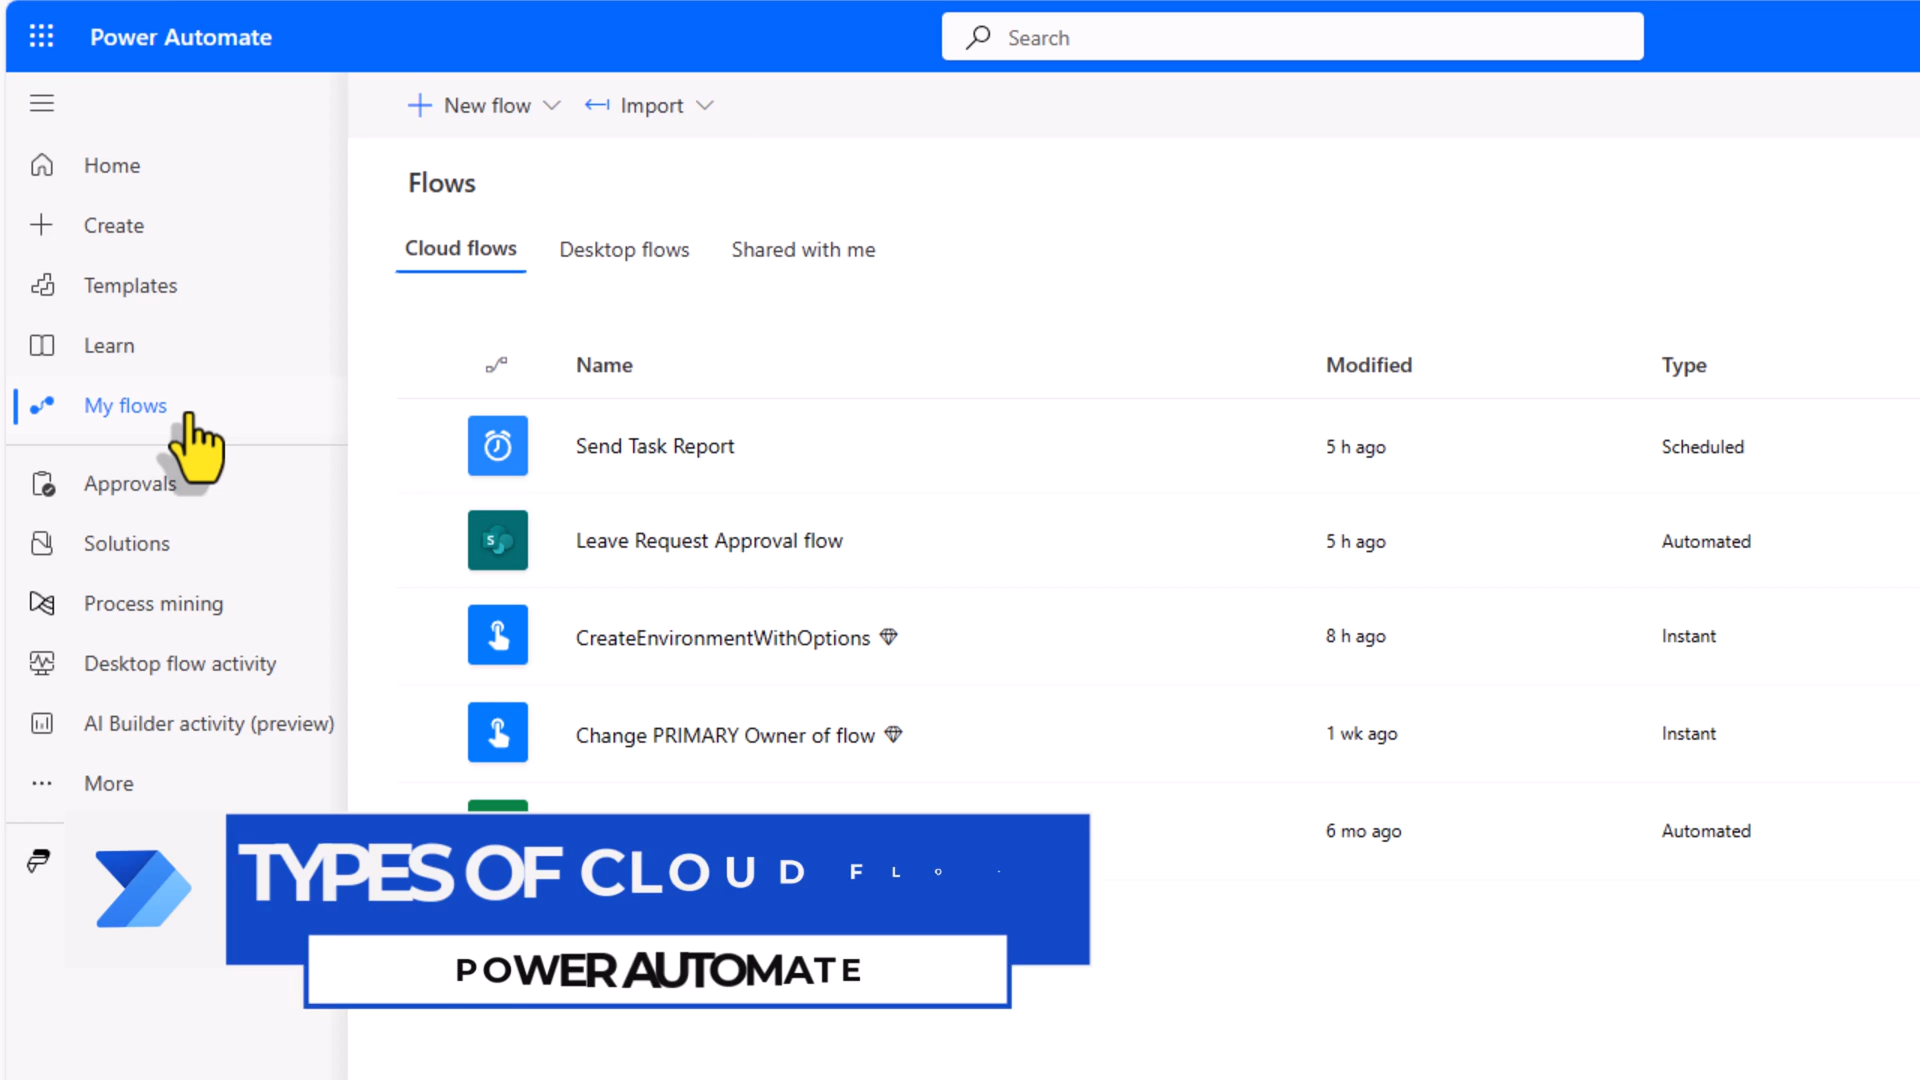 Power Automate
Search
New flow
Import
Home
Create
Templates
Learn
My flows
Approvals
Solutions
Process mining
Desktop flow activity
AI Builder activity (preview)
More
Flows
Cloud flows Desktop flows Shared with me
Name Modified Type
Send Task Report 5 h ago Scheduled
Leave Request Approval flow 5 h ago Automated
CreateEnvironmentWithOptions 8 h ago Instant
Change PRIMARY Owner of flow 1 wk ago Instant
6 mo ago Automated
TYPES OF CLOUD FLO
POWER AUTOMATE